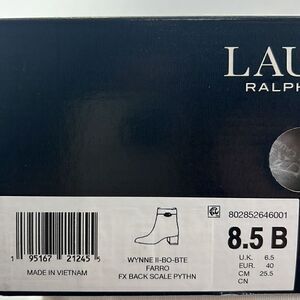 LAU
RALPH
802852646001
8.5 B
U.K. 6.5
EUR 40
CM 25.5
CN
WYNNE II-BO-BTE
FARRO
FX BACK SCALE PYTHN
1 95167 21245 5
MADE IN VIETNAM